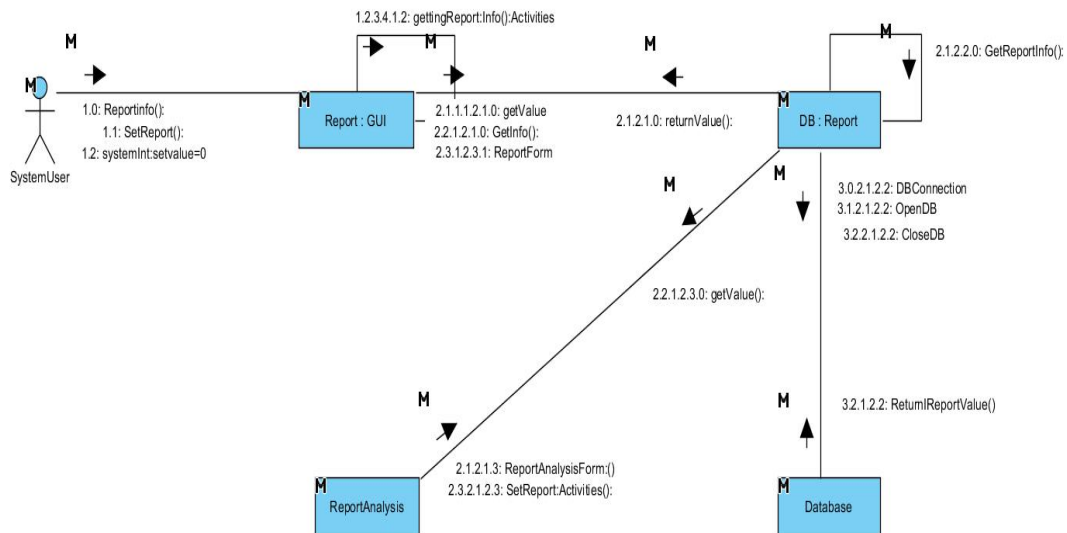 1.2.3.4.1.2: gettingReport:Info():Activities
M
M
M
M
M
2.1.2.2.0: GetReportInfo():
M
SystemUser
1.0: Reportinfo():
1.1: SetReport():
1.2: systemInt:setvalue=0
M
Report : GUI
2.1.1.1.2.1.0: getValue
2.2.1.2.1.0: GetInfo():
2.3.1.2.3.1: ReportForm
2.1.2.1.0: returnValue():
M
DB : Report
M
M
3.0.2.1.2.2: DBConnection
3.1.2.1.2.2: OpenDB
3.2.2.1.2.2: CloseDB
2.2.1.2.3.0: getValue():
M
M
3.2.1.2.2: ReturnIReportValue()
2.1.2.1.3: ReportAnalysisForm:()
2.3.2.1.2.3: SetReport:Activities():
M
ReportAnalysis
M
Database